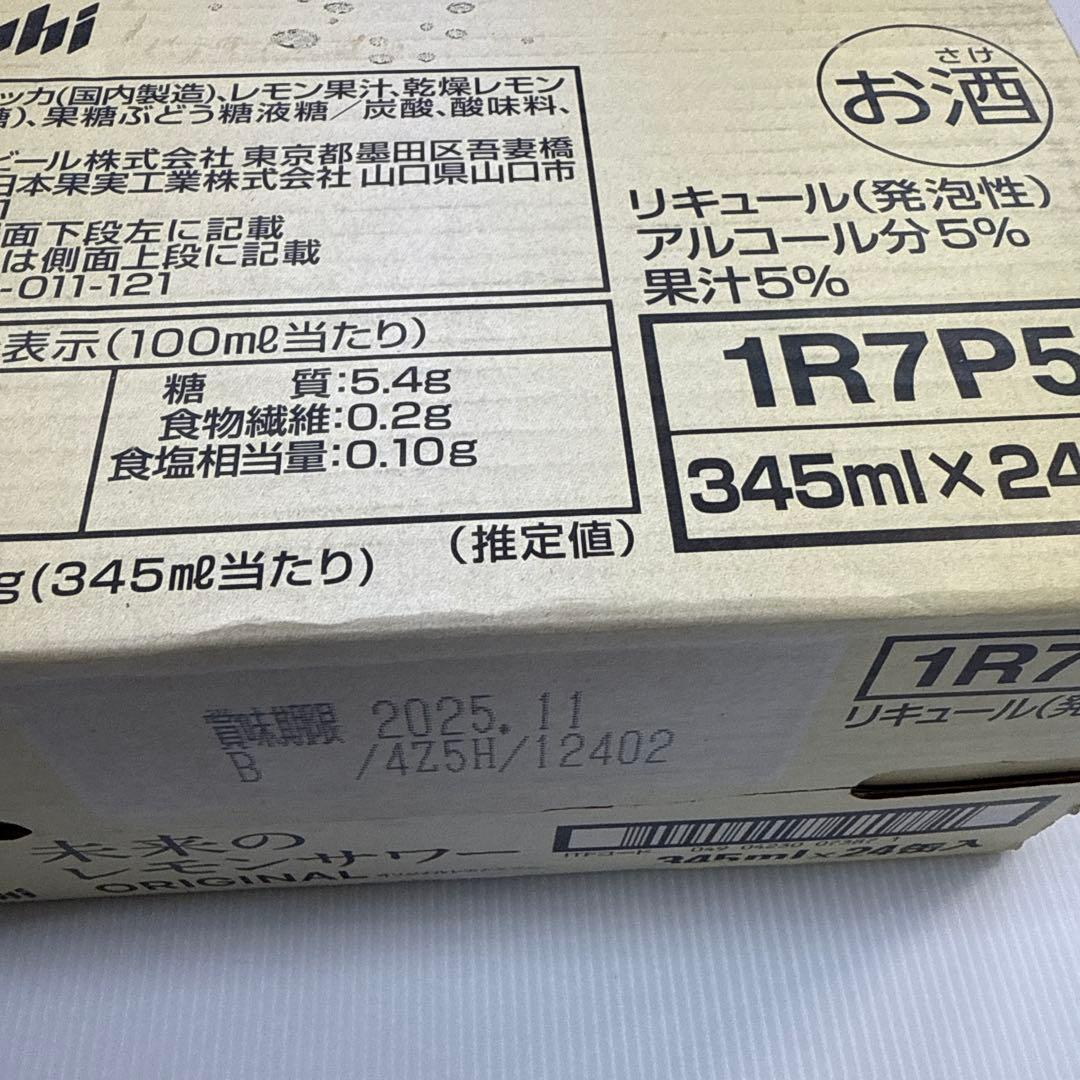 ahi
さけ
お酒
ッカ(国内製造)、レモン果汁、乾燥レモン
糖)、果糖ぶどう糖液糖/炭酸、酸味料、
ビール株式会社 東京都墨田区吾妻橋
日本果実工業株式会社 山口県山口市
面下段左に記載
は側面上段に記載
-011-121
リキュール(発泡性)
アルコール分5%
果汁5%
表示(100mℓ当たり)
糖　質:5.4g
食物繊維:0.2g
食塩相当量:0.10g
(推定値)
g(345mℓ当たり)
1R7P5
345ml×24
賞味期限 2025.11
B /4Z5H/12402
1R7
リキュール(発
未来の
レモンサワー
ORIGINAL
hi
345ml×24缶入